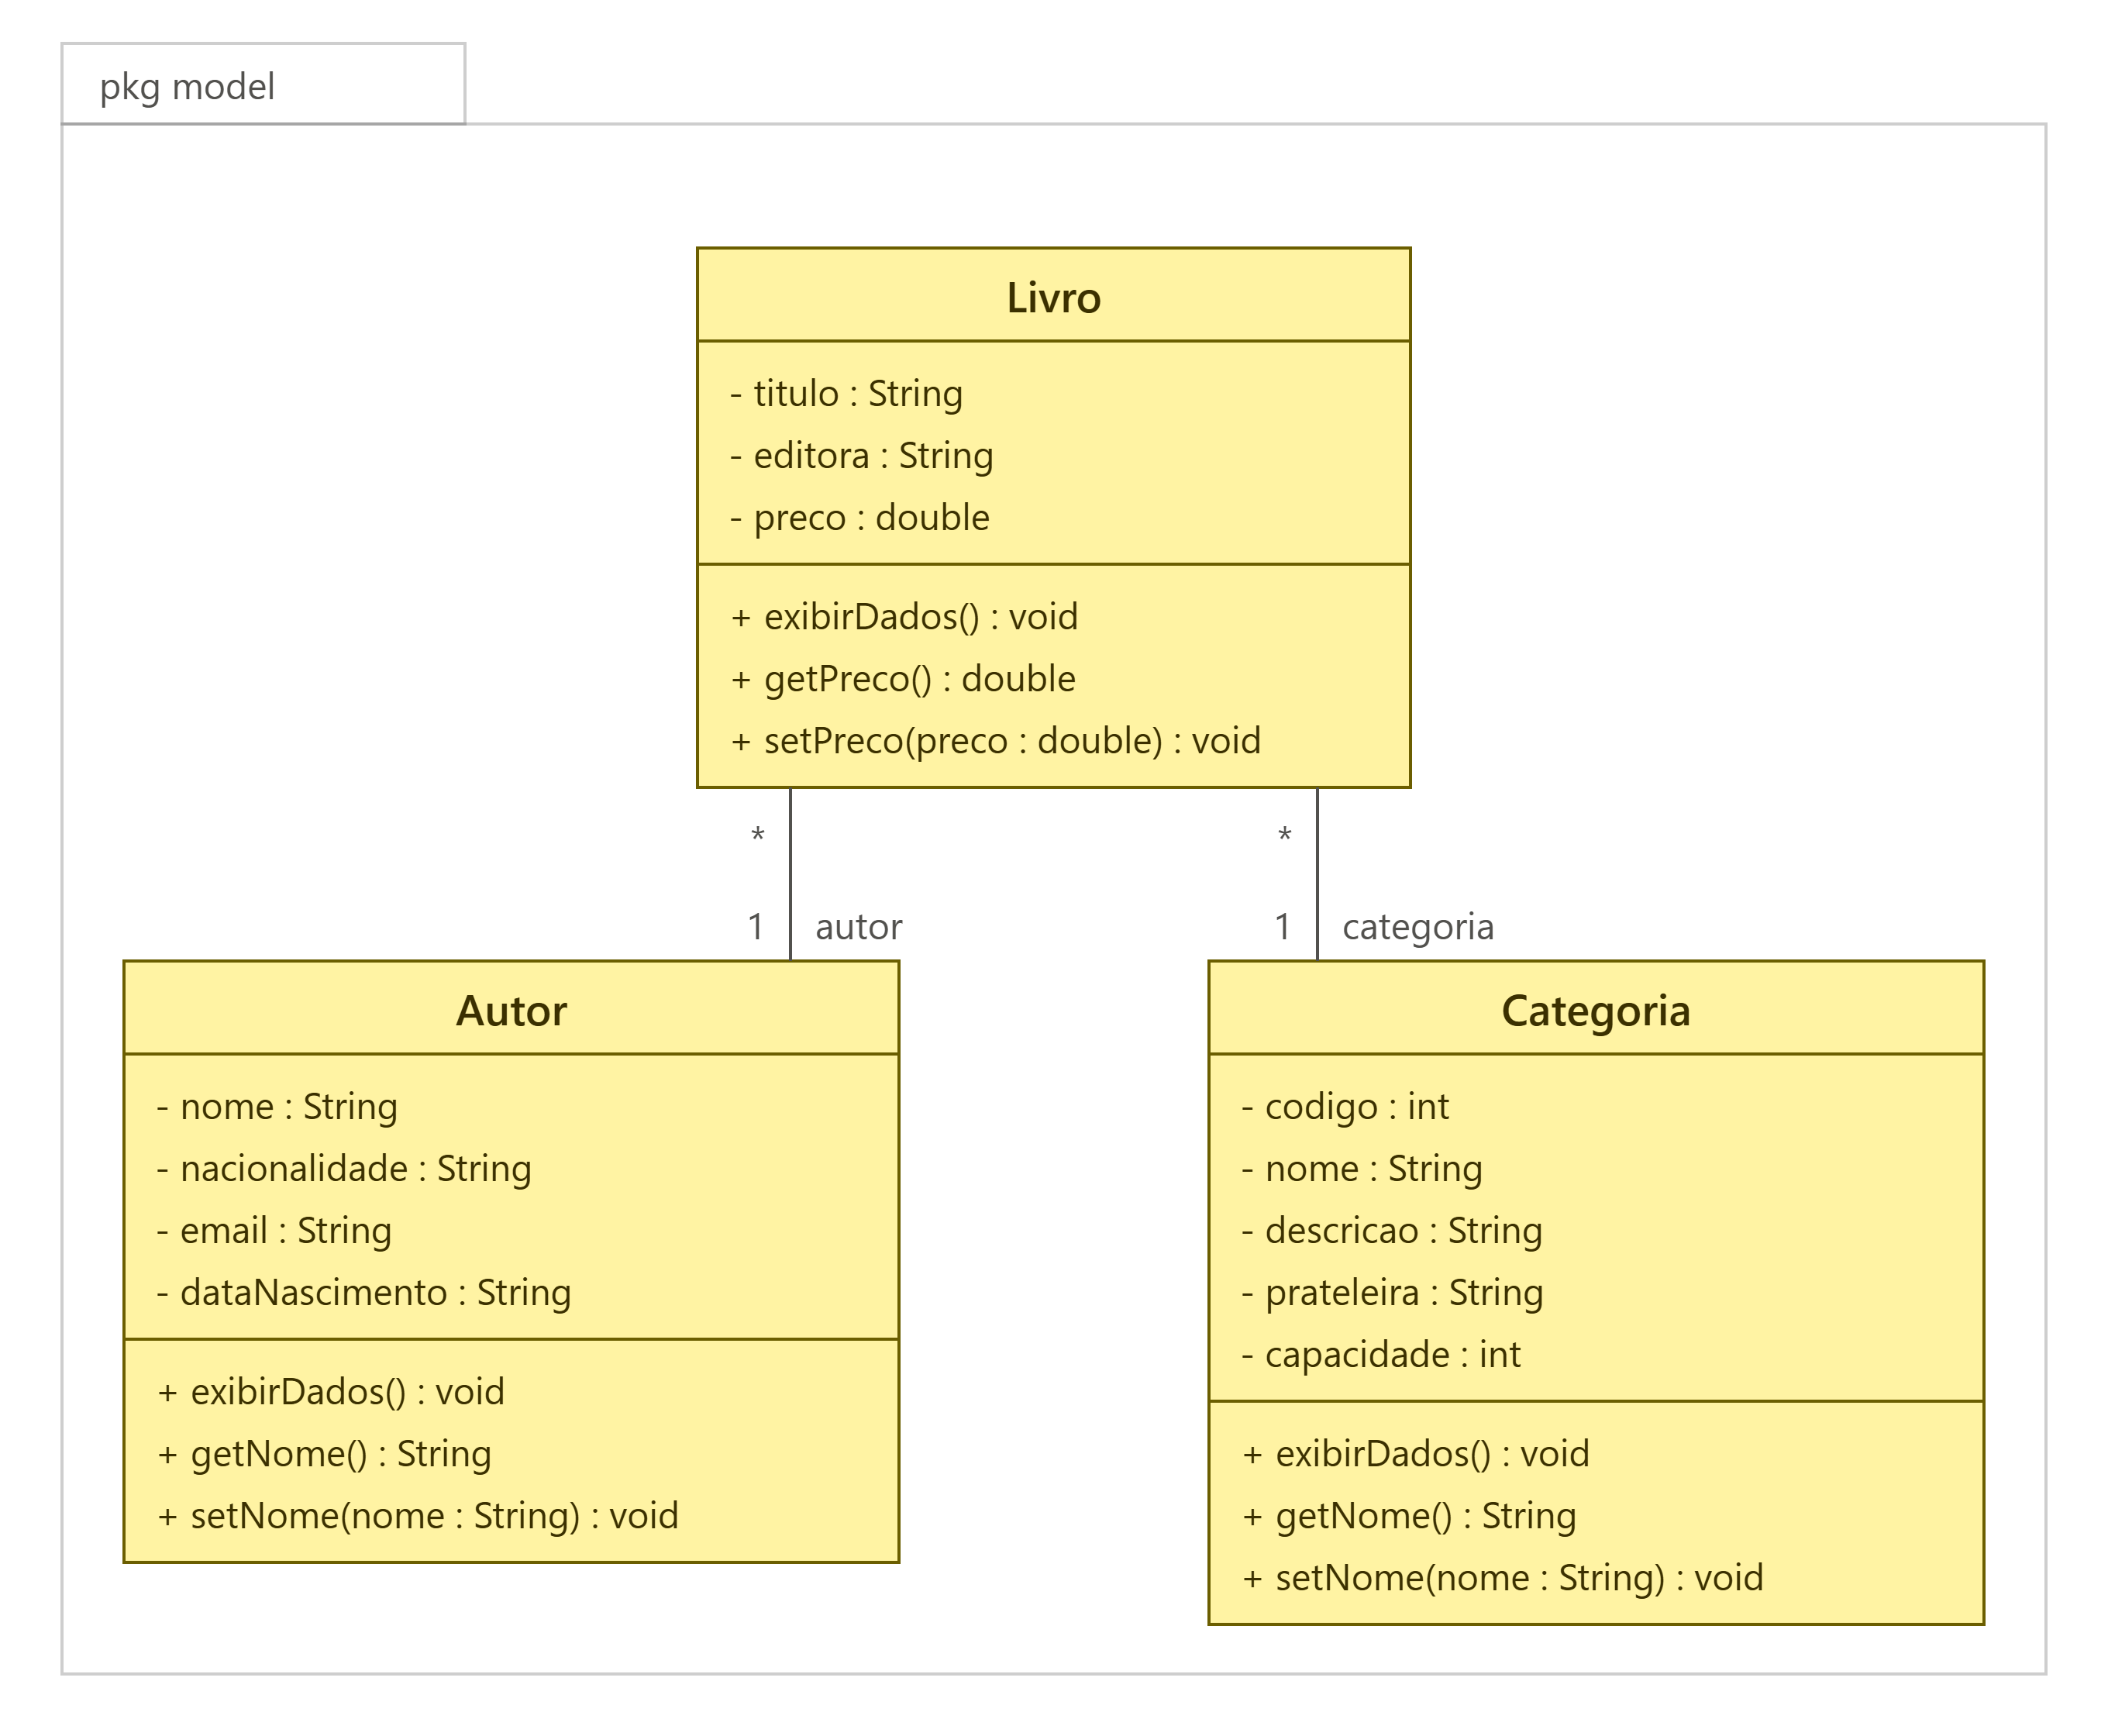 pkg model
Livro
- titulo : String
- editora : String
- preco : double
+ exibirDados() : void
+ getPreco() : double
+ setPreco(preco : double) : void
*
*
1
autor
1
categoria
Autor
- nome : String
- nacionalidade : String
- email : String
- dataNascimento : String
+ exibirDados() : void
+ getNome() : String
+ setNome(nome : String) : void
Categoria
- codigo : int
- nome : String
- descricao : String
- prateleira : String
- capacidade : int
+ exibirDados() : void
+ getNome() : String
+ setNome(nome : String) : void